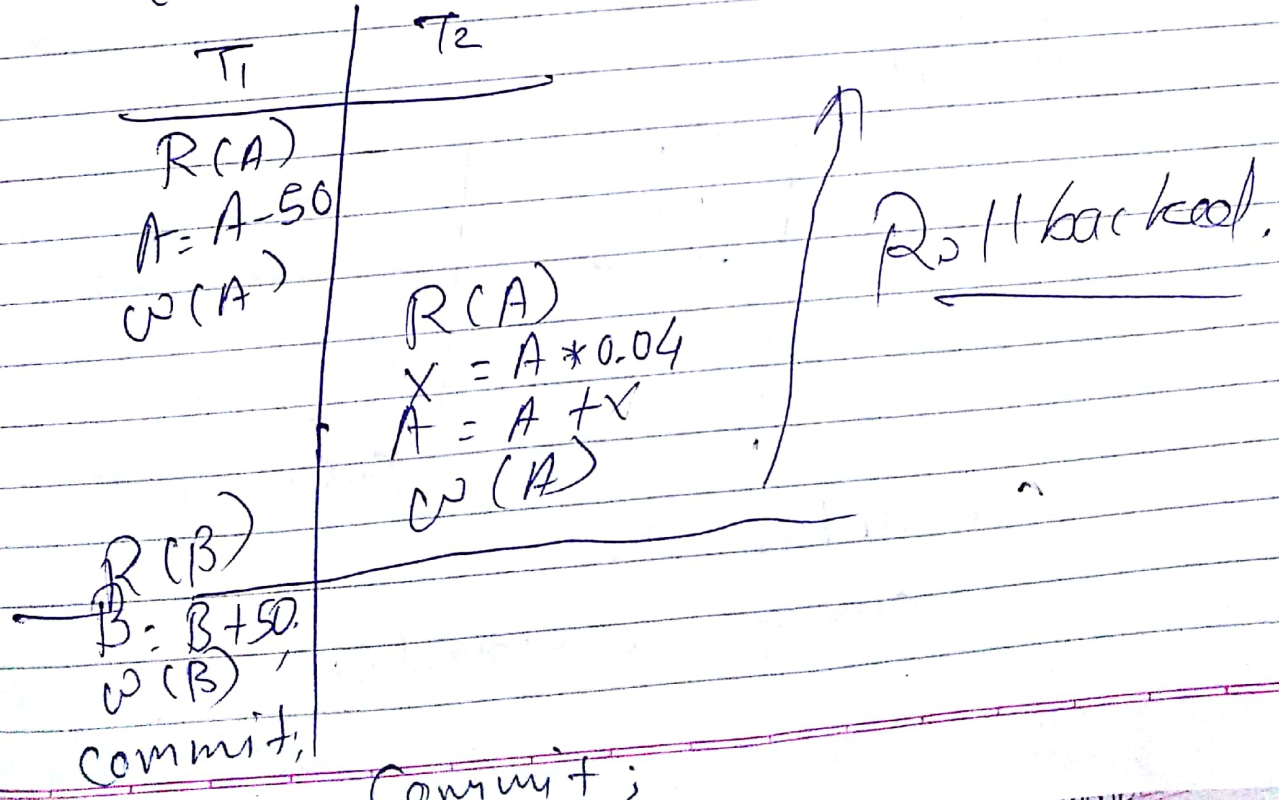 T1 T2
R(A)
A = A-50
W(A)
Rollbacked.
R(A)
X = A * 0.04
A = A + X
W(A)
R(B)
B = B+50.
W(B)
Commit;
Commit;